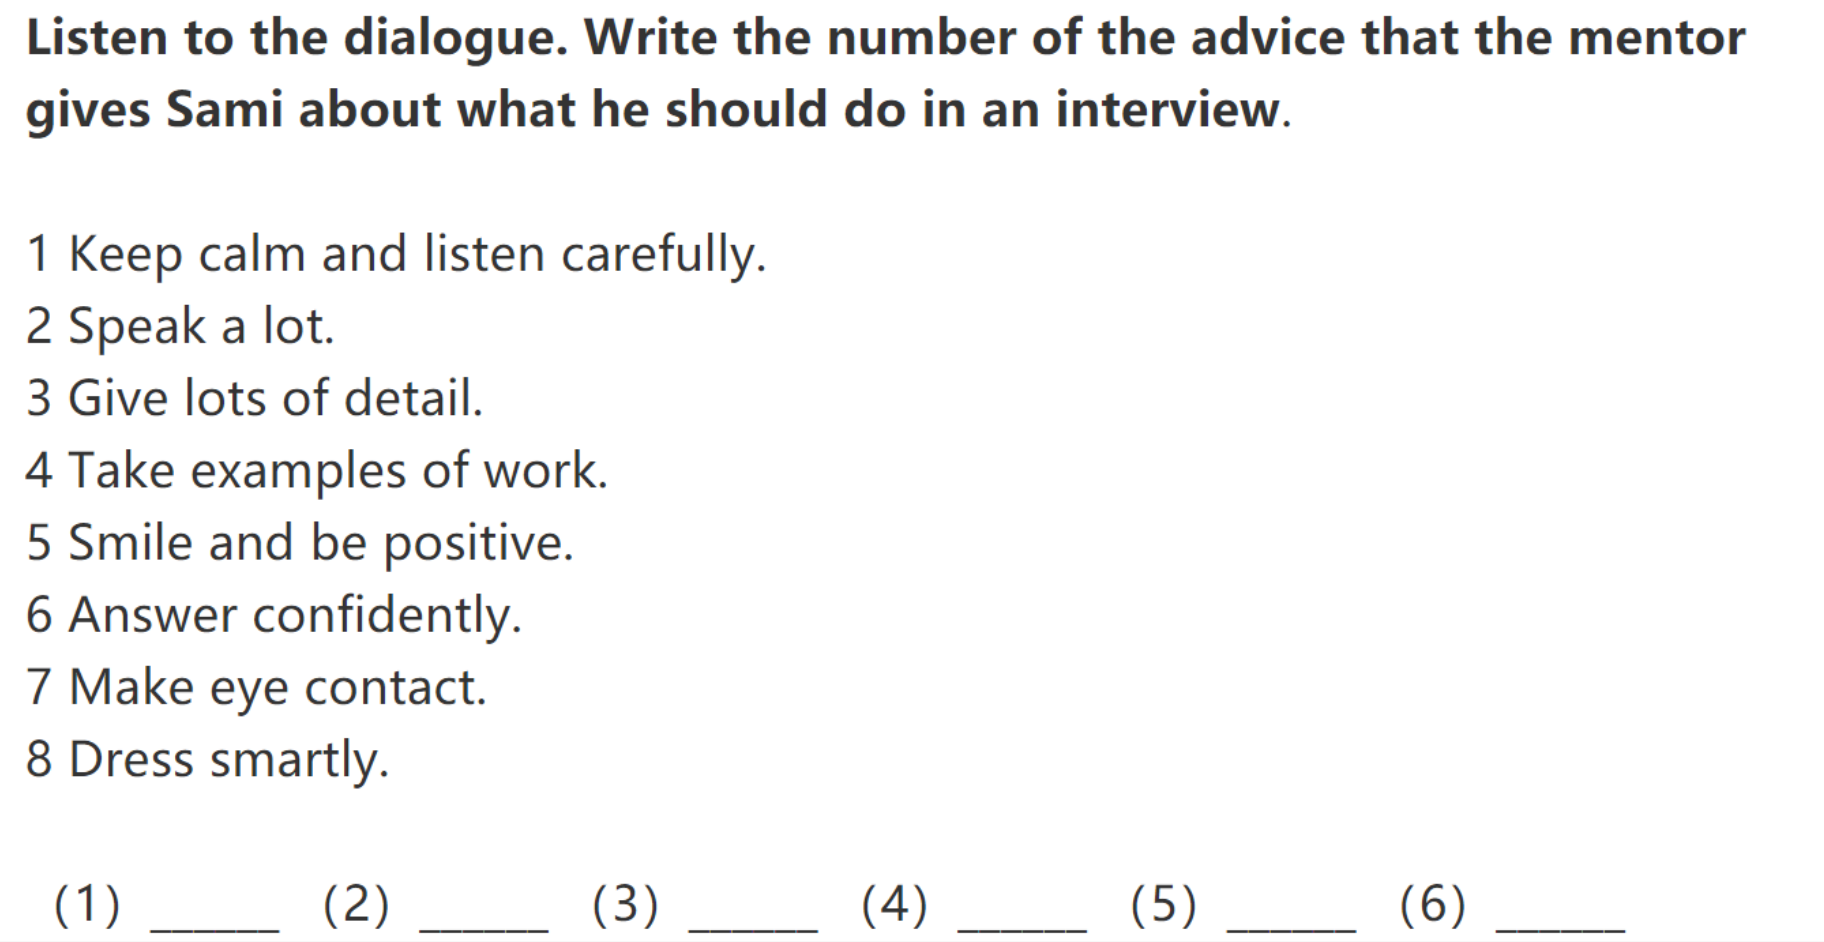 Listen to the dialogue. Write the number of the advice that the mentor
gives Sami about what he should do in an interview.
1 Keep calm and listen carefully.
2 Speak a lot.
3 Give lots of detail.
4 Take examples of work.
5 Smile and be positive.
6 Answer confidently.
7 Make eye contact.
8 Dress smartly.
(1) ______ (2) ______ (3) ______ (4) ______ (5) ______ (6) ______